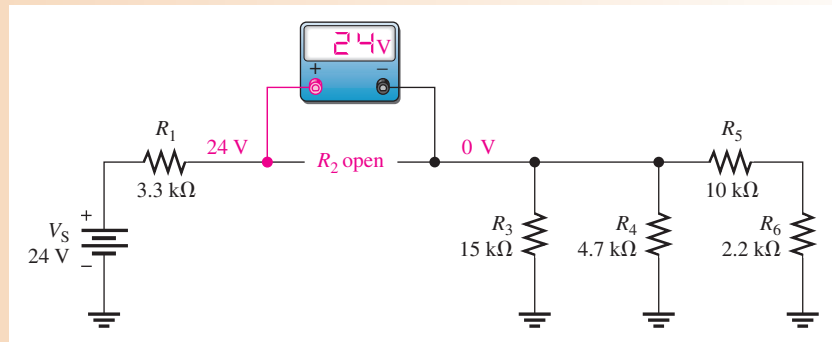 24V
+ −
R1
24 V
R2 open
0 V
R5
3.3 kΩ
10 kΩ
+
VS
24 V
−
R3
15 kΩ
R4
4.7 kΩ
R6
2.2 kΩ